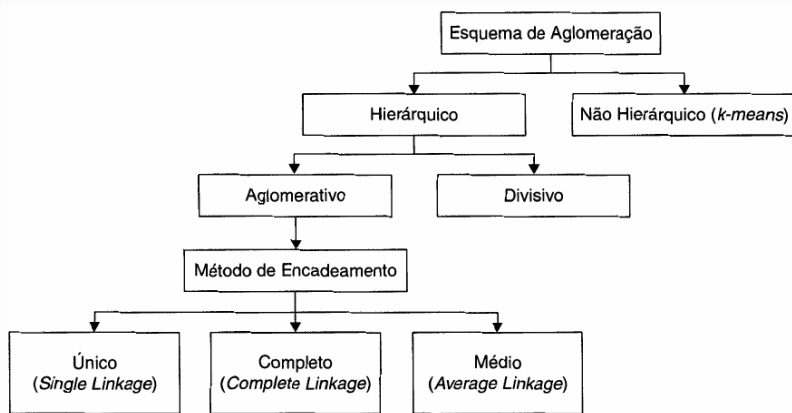 Esquema de Aglomeração
Hierárquico
Não Hierárquico (k-means)
Aglomerativo
Divisivo
Método de Encadeamento
Único
(Single Linkage)
Completo
(Complete Linkage)
Médio
(Average Linkage)